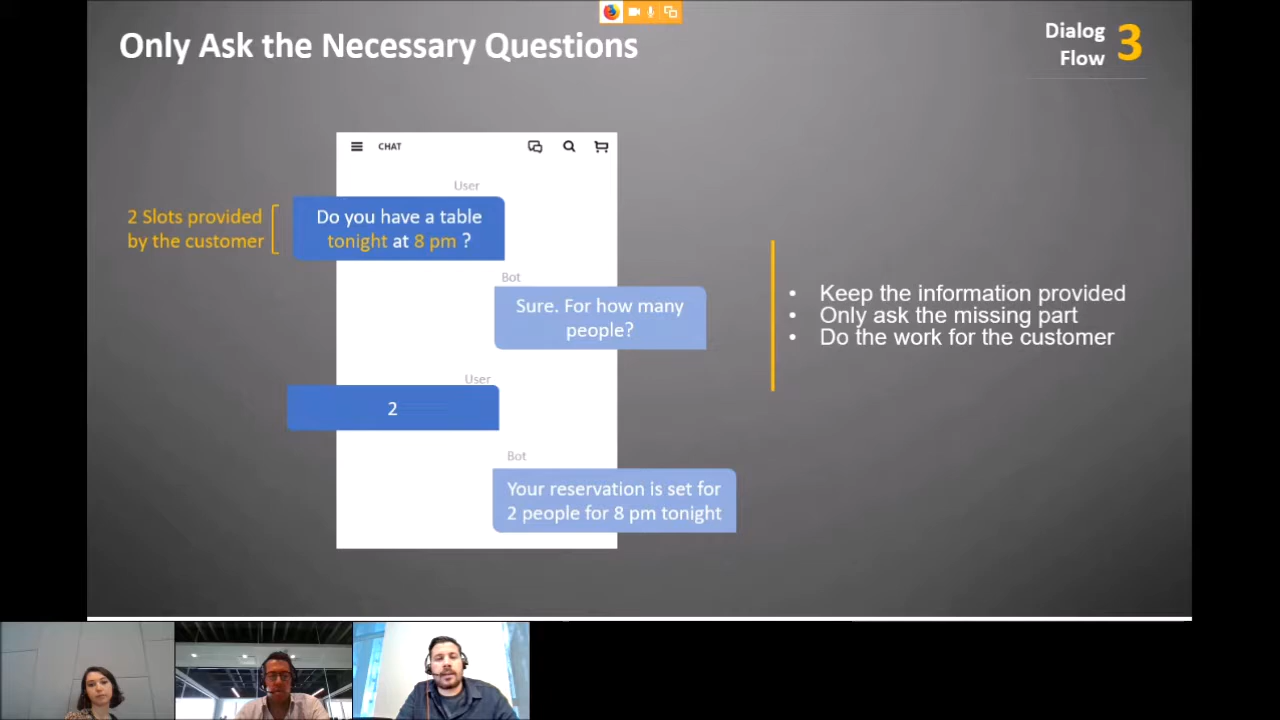 Only Ask the Necessary Questions
Dialog
Flow
3
CHAT
User
2 Slots provided
by the customer
Do you have a table
tonight at 8 pm ?
Bot
Sure. For how many
people?
User
2
Bot
Your reservation is set for
2 people for 8 pm tonight
• Keep the information provided
• Only ask the missing part
• Do the work for the customer